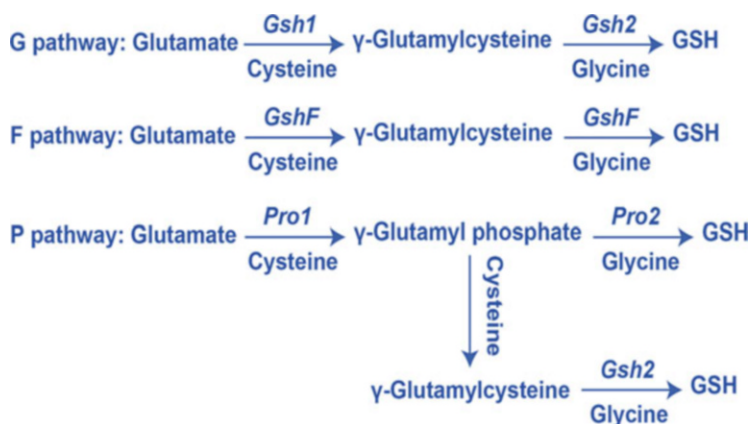 Gsh1 Gsh2
G pathway: Glutamate γ-Glutamylcysteine GSH
Cysteine Glycine
GshF GshF
F pathway: Glutamate γ-Glutamylcysteine GSH
Cysteine Glycine
Pro1 Pro2
P pathway: Glutamate γ-Glutamyl phosphate GSH
Cysteine Glycine
Cysteine
Gsh2
γ-Glutamylcysteine GSH
Glycine